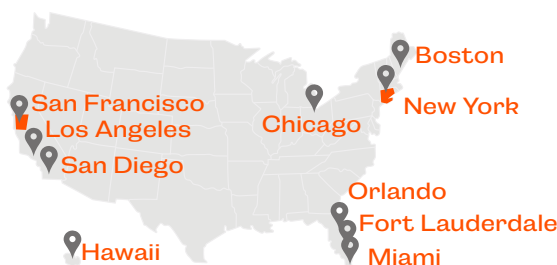 Boston
New York
San Francisco
Los Angeles
Chicago
San Diego
Orlando
Fort Lauderdale
Hawaii
Miami